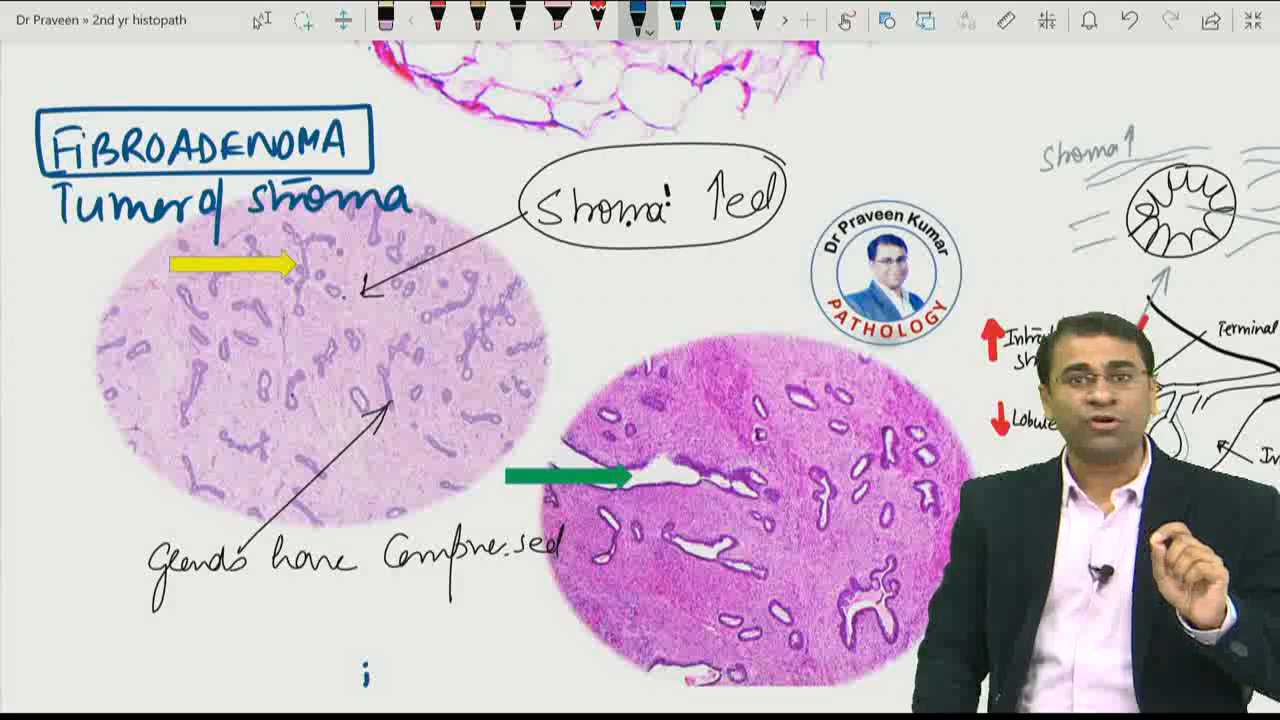 Dr Praveen » 2nd yr histopath
FIBROADENOMA
Tumor of stroma
Stroma ↑ed
Stroma ↑
Dr Praveen Kumar
PATHOLOGY
Terminal
Lobule
Glands have Compressed